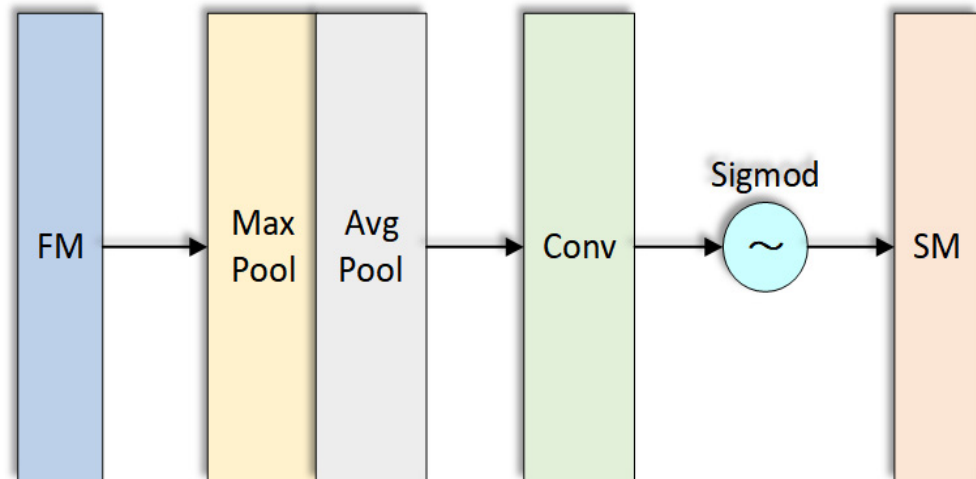 FM
Max
Pool
Avg
Pool
Conv
Sigmod
~
SM